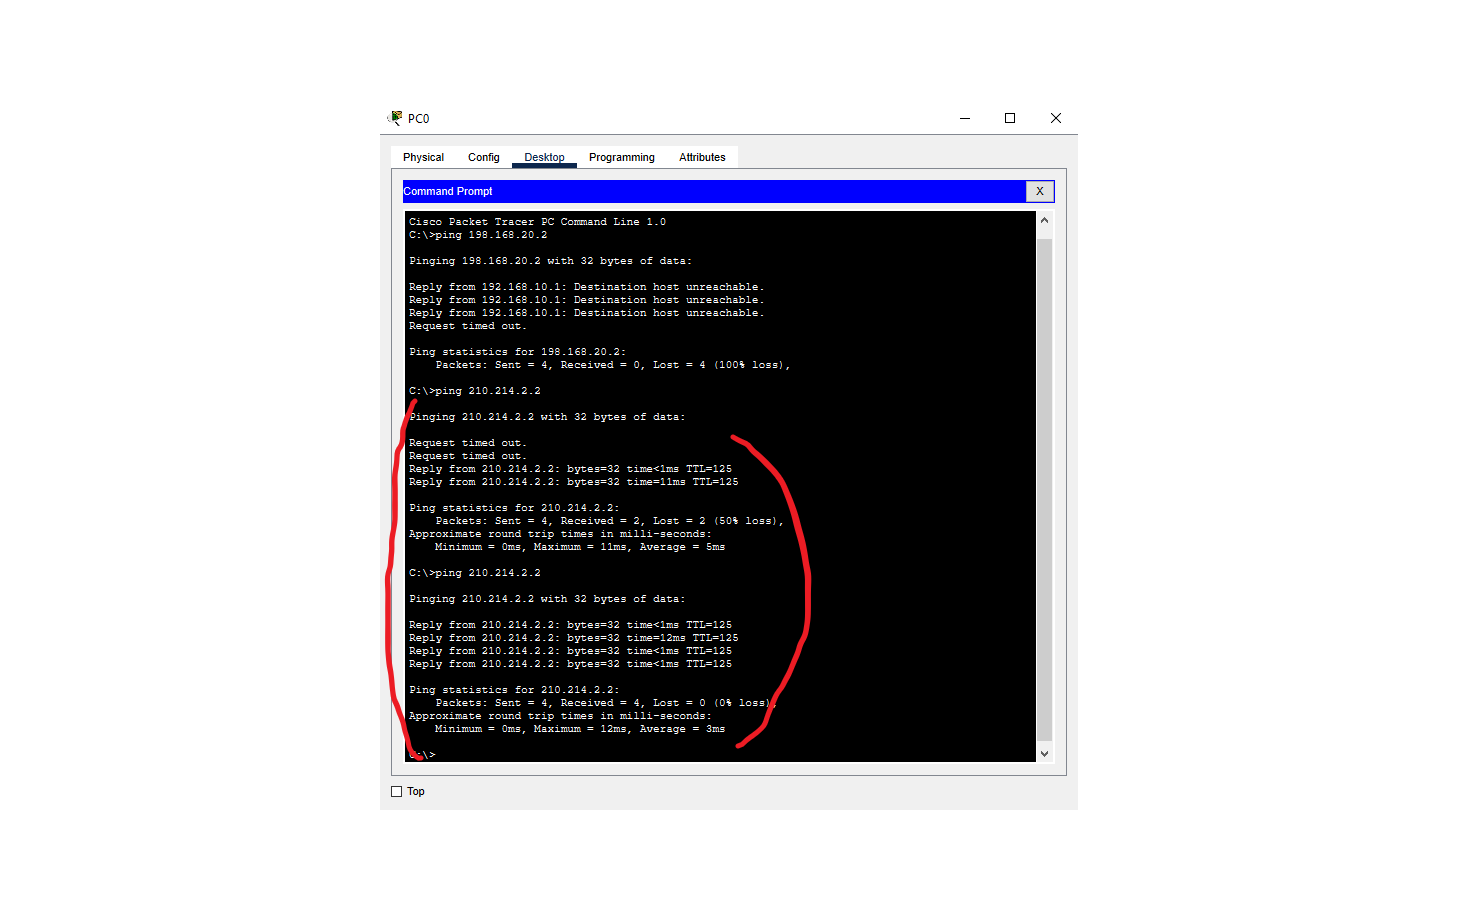 PC0
Physical Config Desktop Programming Attributes
Command Prompt X
Cisco Packet Tracer PC Command Line 1.0
C:\>ping 198.168.20.2
Pinging 198.168.20.2 with 32 bytes of data:
Reply from 192.168.10.1: Destination host unreachable.
Reply from 192.168.10.1: Destination host unreachable.
Reply from 192.168.10.1: Destination host unreachable.
Request timed out.
Ping statistics for 198.168.20.2:
Packets: Sent = 4, Received = 0, Lost = 4 (100% loss),
C:\>ping 210.214.2.2
Pinging 210.214.2.2 with 32 bytes of data:
Request timed out.
Request timed out.
Reply from 210.214.2.2: bytes=32 time<1ms TTL=125
Reply from 210.214.2.2: bytes=32 time=11ms TTL=125
Ping statistics for 210.214.2.2:
Packets: Sent = 4, Received = 2, Lost = 2 (50% loss),
Approximate round trip times in milli-seconds:
Minimum = 0ms, Maximum = 11ms, Average = 5ms
C:\>ping 210.214.2.2
Pinging 210.214.2.2 with 32 bytes of data:
Reply from 210.214.2.2: bytes=32 time<1ms TTL=125
Reply from 210.214.2.2: bytes=32 time=12ms TTL=125
Reply from 210.214.2.2: bytes=32 time<1ms TTL=125
Reply from 210.214.2.2: bytes=32 time<1ms TTL=125
Ping statistics for 210.214.2.2:
Packets: Sent = 4, Received = 4, Lost = 0 (0% loss),
Approximate round trip times in milli-seconds:
Minimum = 0ms, Maximum = 12ms, Average = 3ms
C:\>
Top